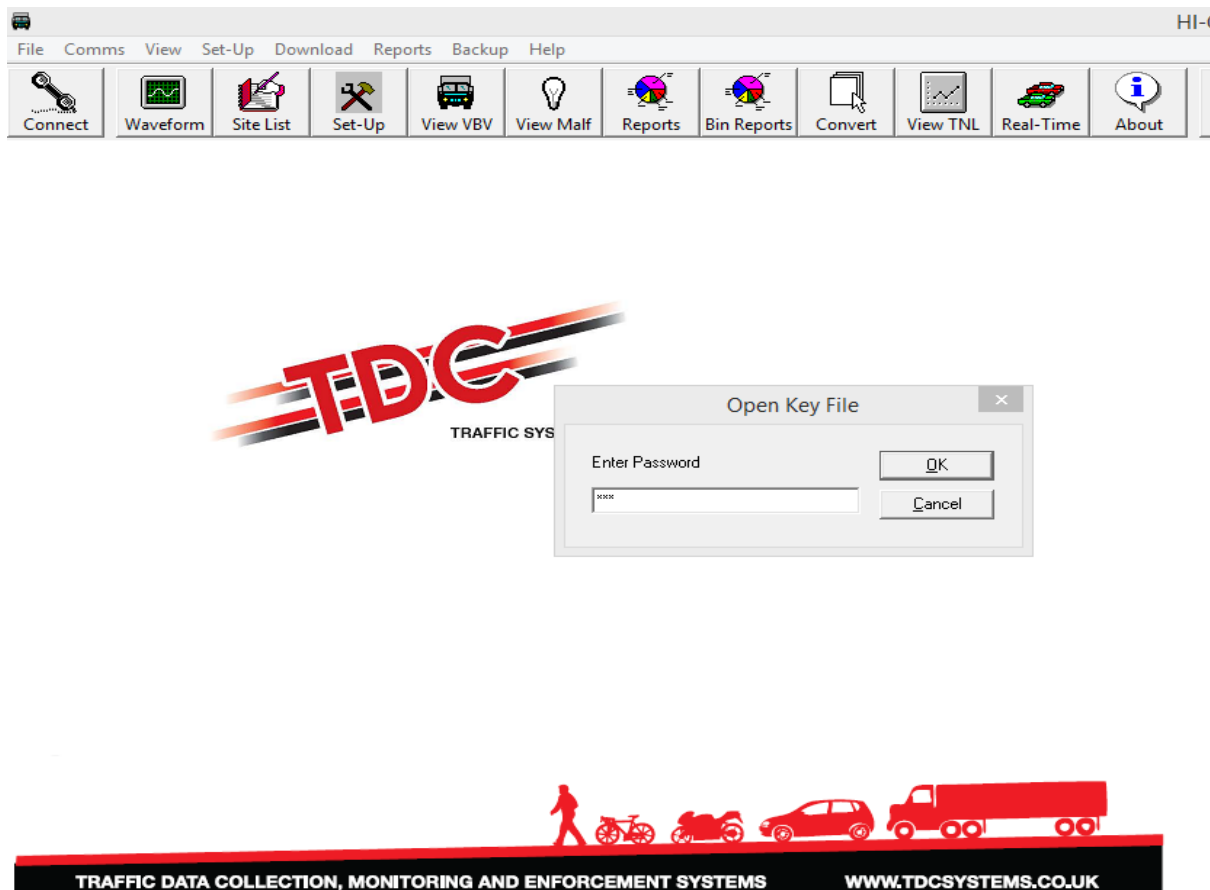 HI-
File Comms View Set-Up Download Reports Backup Help
Connect Waveform Site List Set-Up View VBV View Malf Reports Bin Reports Convert View TNL Real-Time About
TDC
TRAFFIC SYS
Open Key File
Enter Password
OK
***
Cancel
TRAFFIC DATA COLLECTION, MONITORING AND ENFORCEMENT SYSTEMS WWW.TDCSYSTEMS.CO.UK